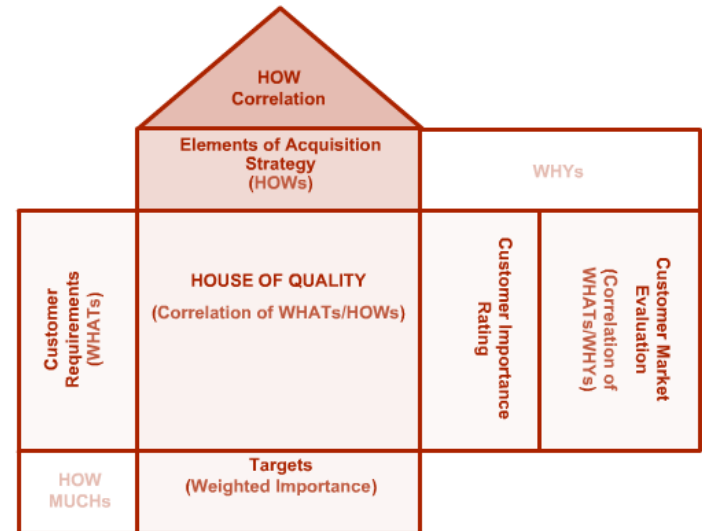 HOW
Correlation
Elements of Acquisition
Strategy
(HOWs)
WHYs
Customer
Requirements
(WHATs)
HOUSE OF QUALITY
(Correlation of WHATs/HOWs)
Customer Importance
Rating
Customer Market
Evaluation
(Correlation of
WHATs/WHYs)
HOW
MUCHs
Targets
(Weighted Importance)